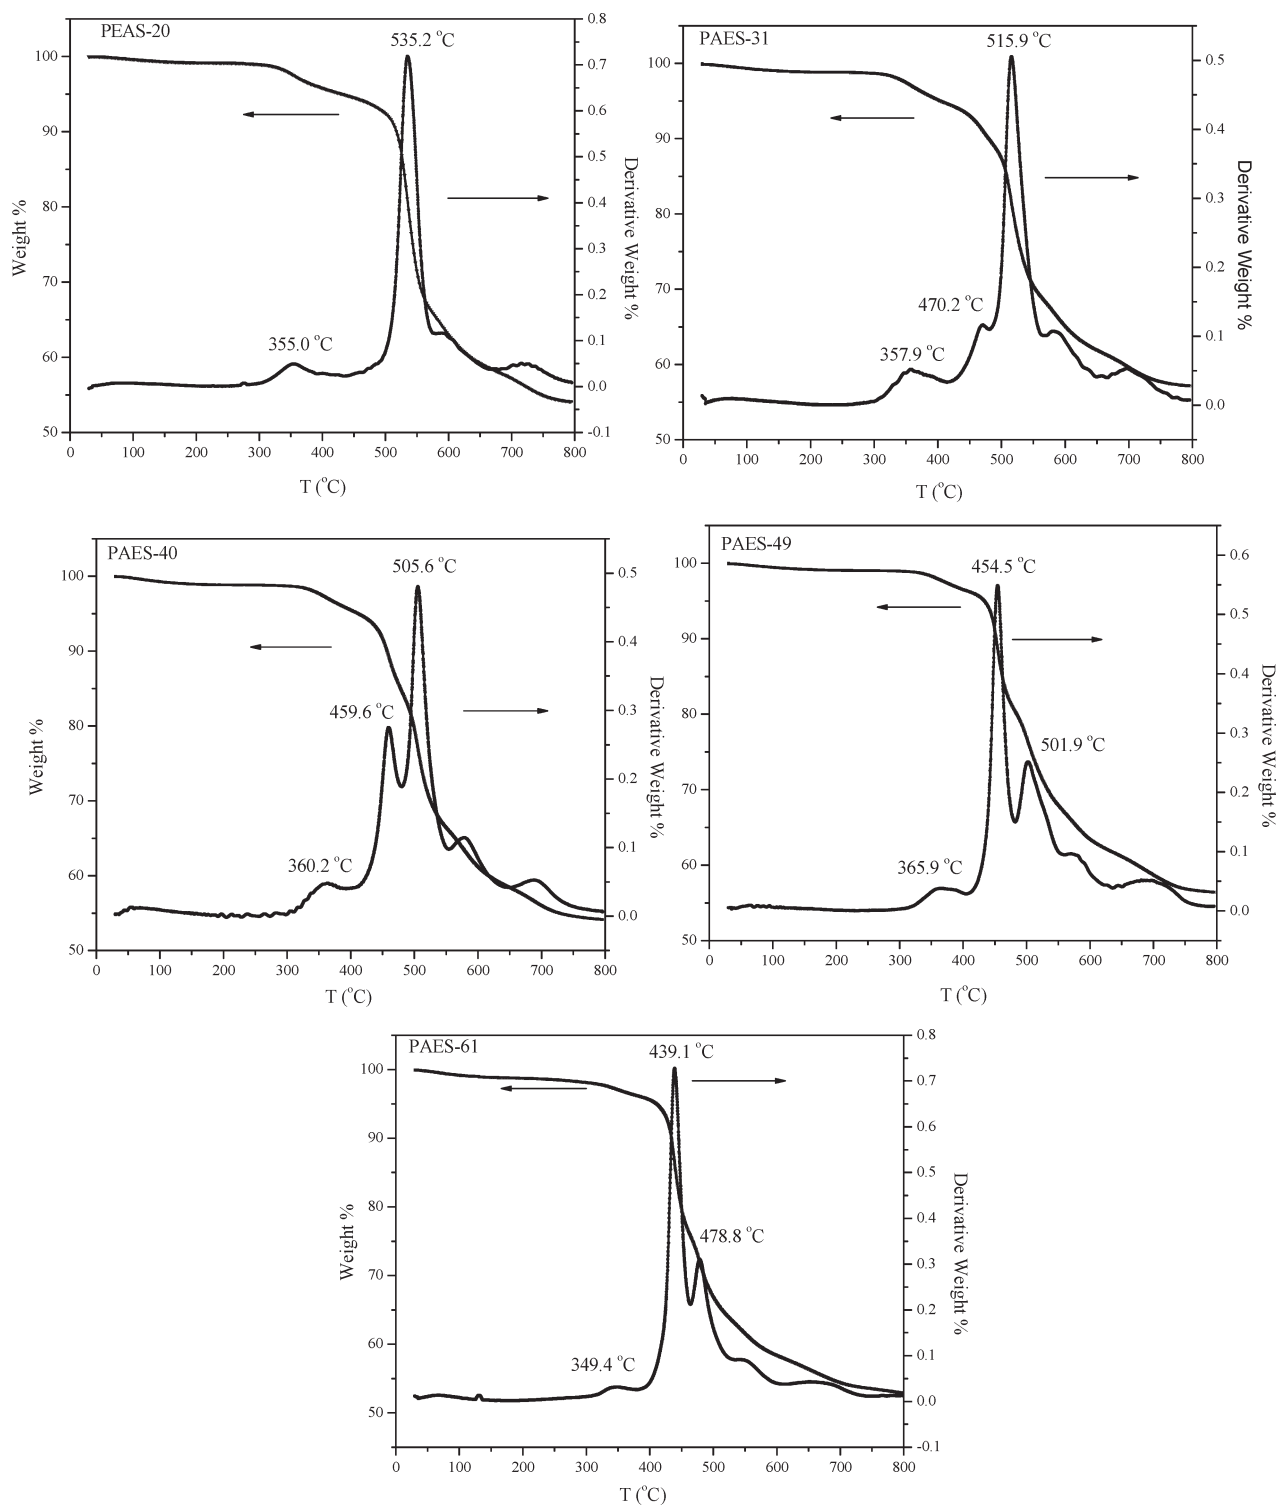 PEAS-20
535.2 °C
355.0 °C
100
90
80
70
60
50
0.8
0.7
0.6
0.5
0.4
0.3
0.2
0.1
0.0
-0.1
0 100 200 300 400 500 600 700 800
Weight %
Derivative Weight %
T (°C)
PAES-31
515.9 °C
470.2 °C
357.9 °C
100
90
80
70
60
50
0.5
0.4
0.3
0.2
0.1
0.0
0 100 200 300 400 500 600 700 800
Derivative Weight %
T (°C)
PAES-40
505.6 °C
459.6 °C
360.2 °C
100
90
80
70
60
50
0.5
0.4
0.3
0.2
0.1
0.0
0 100 200 300 400 500 600 700 800
Weight %
Derivative Weight %
T (°C)
PAES-49
454.5 °C
501.9 °C
365.9 °C
100
90
80
70
60
50
0.6
0.5
0.4
0.3
0.2
0.1
0.0
0 100 200 300 400 500 600 700 800
Derivative Weight %
T (°C)
PAES-61
439.1 °C
478.8 °C
349.4 °C
100
90
80
70
60
50
0.8
0.7
0.6
0.5
0.4
0.3
0.2
0.1
0.0
-0.1
0 100 200 300 400 500 600 700 800
Weight %
Derivative Weight %
T (°C)